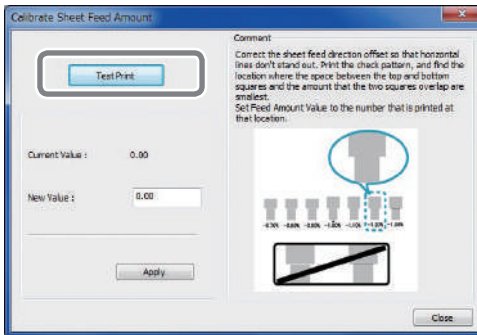 Calibrate Sheet Feed Amount
Test Print
Current Value :
0.00
New Value :
0.00
Apply
Comment
Correct the sheet feed direction offset so that horizontal
lines don't stand out. Print the check pattern, and find the
location where the space between the top and bottom
squares and the amount that the two squares overlap are
smallest.
Set Feed Amount Value to the number that is printed at
that location.
Close